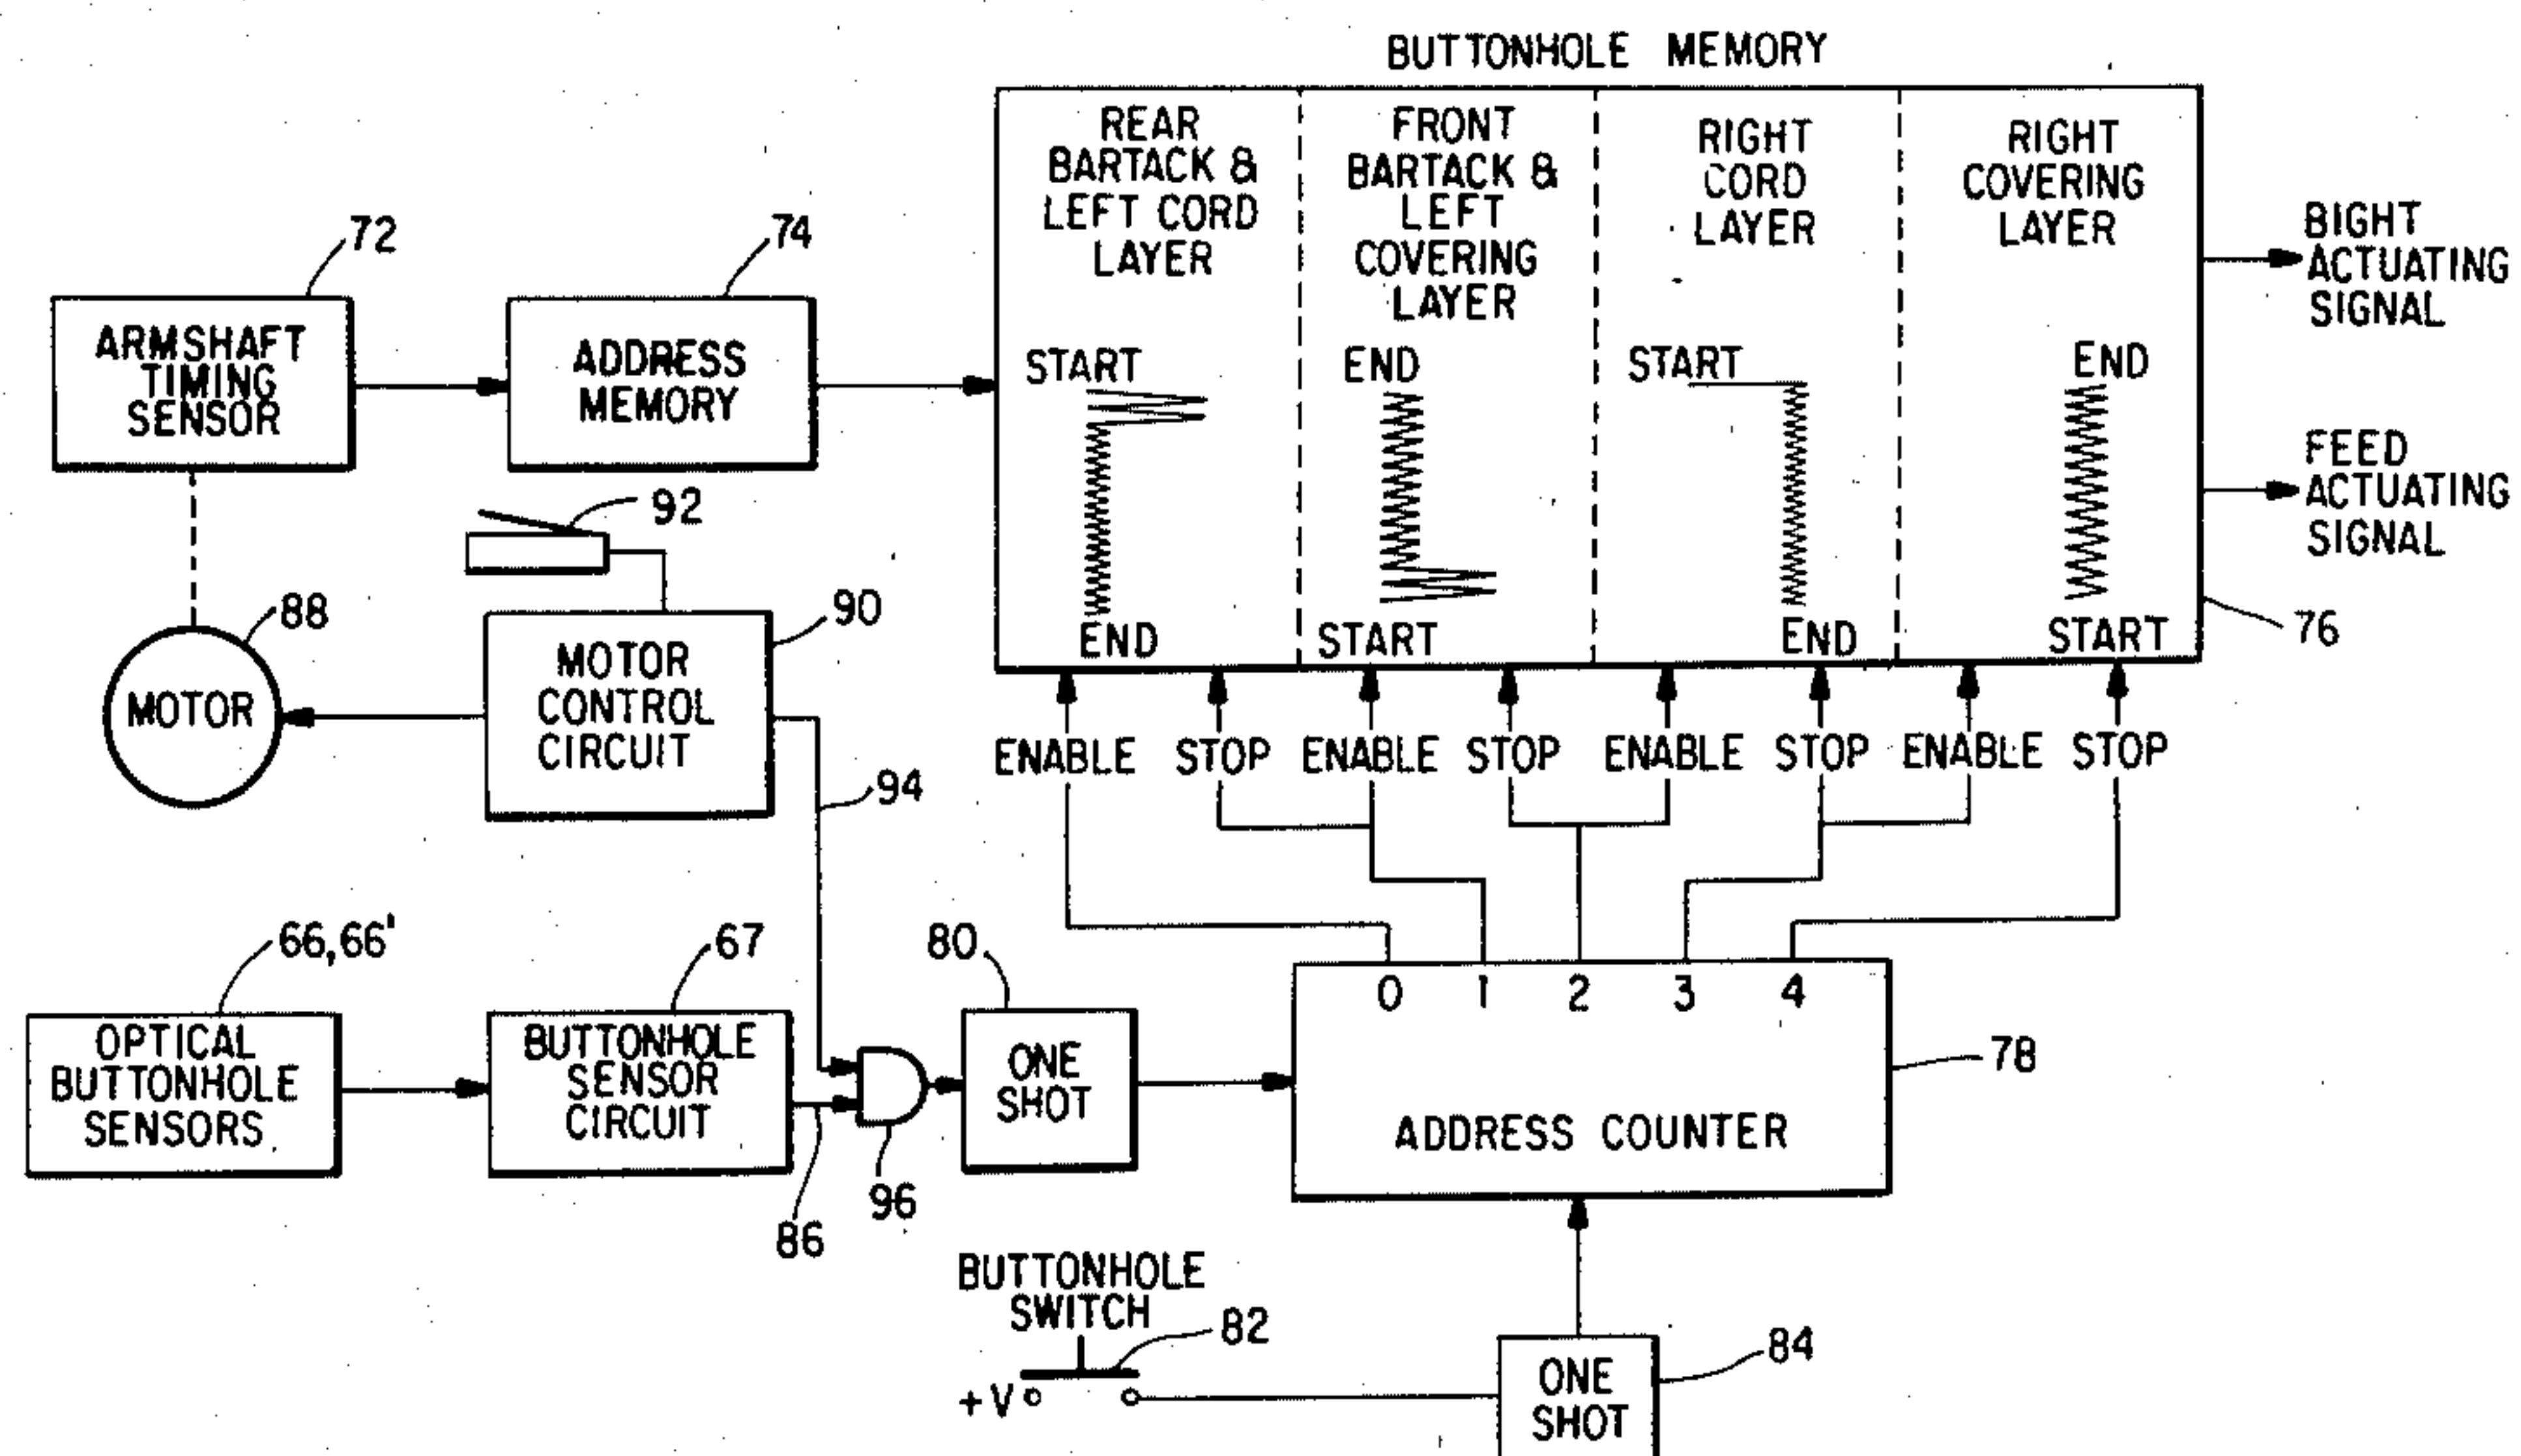 BUTTONHOLE MEMORY
REAR
BARTACK &
LEFT CORD
LAYER
FRONT
BARTACK &
LEFT
COVERING
LAYER
RIGHT
CORD
LAYER
RIGHT
COVERING
LAYER
START
END
END
START
START
END
END
START
BIGHT
ACTUATING
SIGNAL
FEED
ACTUATING
SIGNAL
76
72
ARMSHAFT
TIMING
SENSOR
74
ADDRESS
MEMORY
92
88
MOTOR
90
MOTOR
CONTROL
CIRCUIT
94
ENABLE
STOP
ENABLE
STOP
ENABLE
STOP
ENABLE
STOP
66,66'
OPTICAL
BUTTONHOLE
SENSORS
67
BUTTONHOLE
SENSOR
CIRCUIT
86
96
80
ONE
SHOT
0 1 2 3 4
ADDRESS COUNTER
78
BUTTONHOLE
SWITCH
82
+V
84
ONE
SHOT